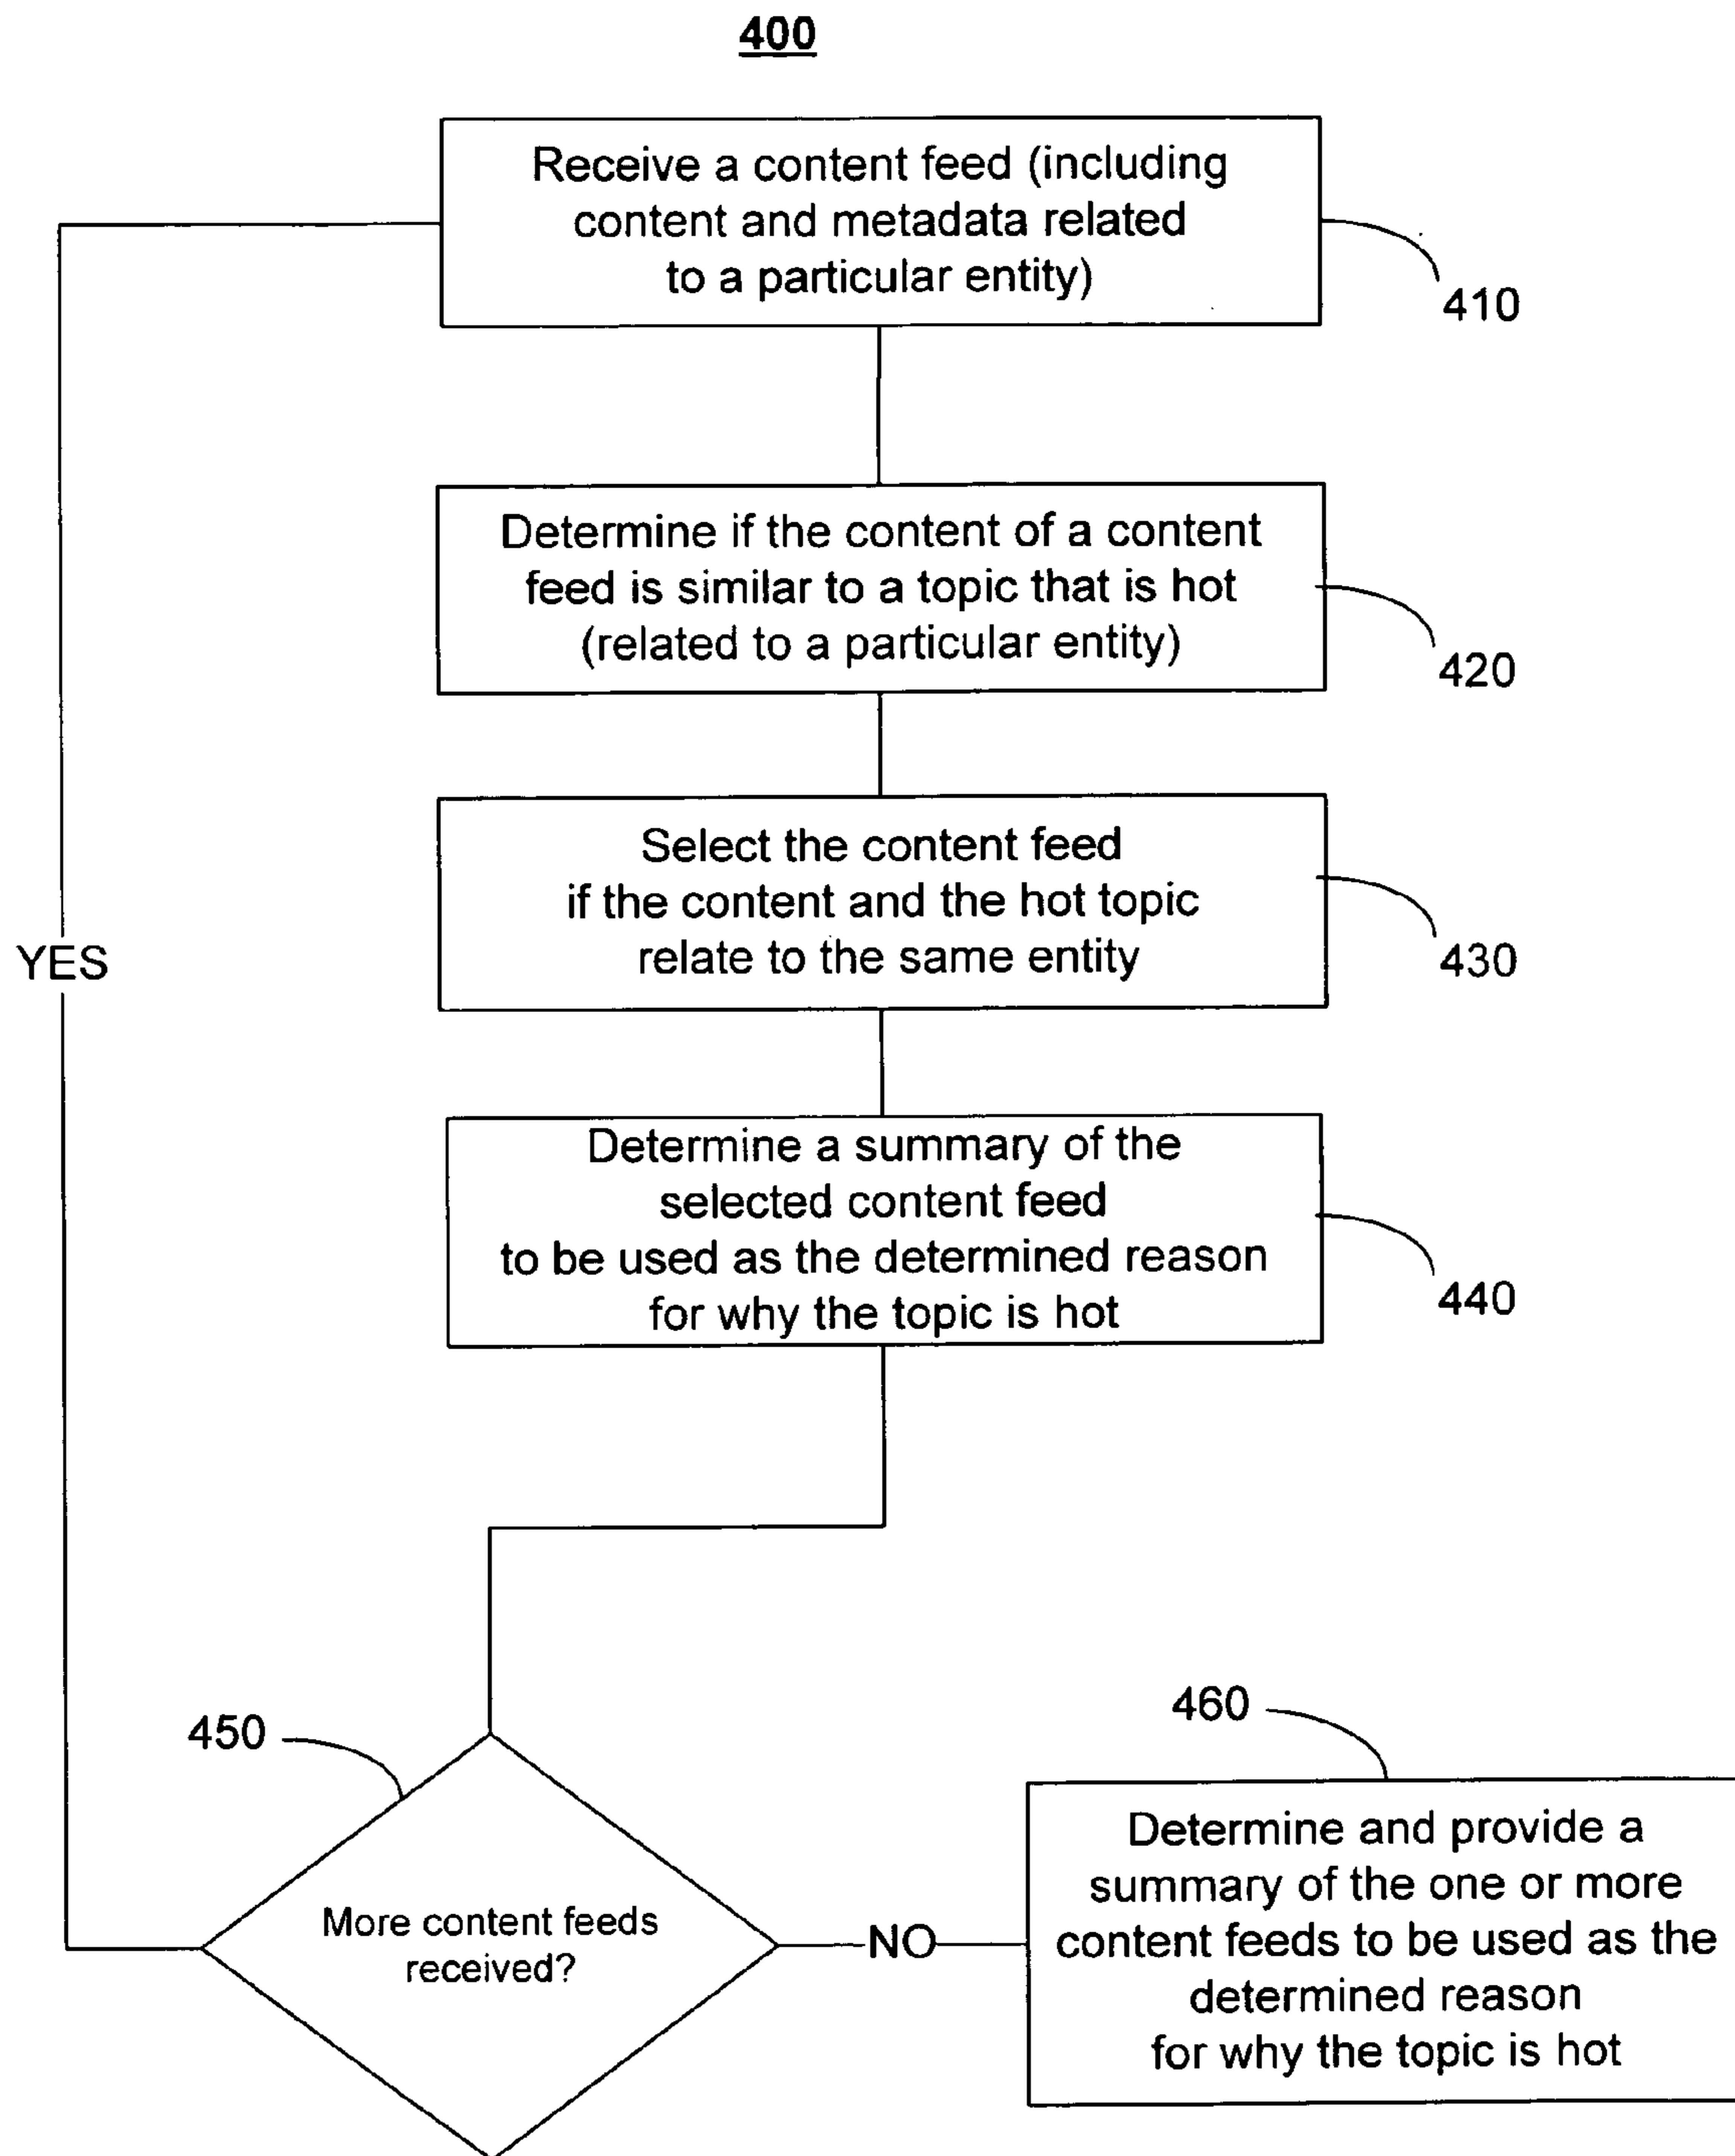 400
Receive a content feed (including
content and metadata related
to a particular entity)
410
Determine if the content of a content
feed is similar to a topic that is hot
(related to a particular entity)
420
Select the content feed
if the content and the hot topic
relate to the same entity
430
YES
Determine a summary of the
selected content feed
to be used as the determined reason
for why the topic is hot
440
450
More content feeds
received?
NO
460
Determine and provide a
summary of the one or more
content feeds to be used as the
determined reason
for why the topic is hot